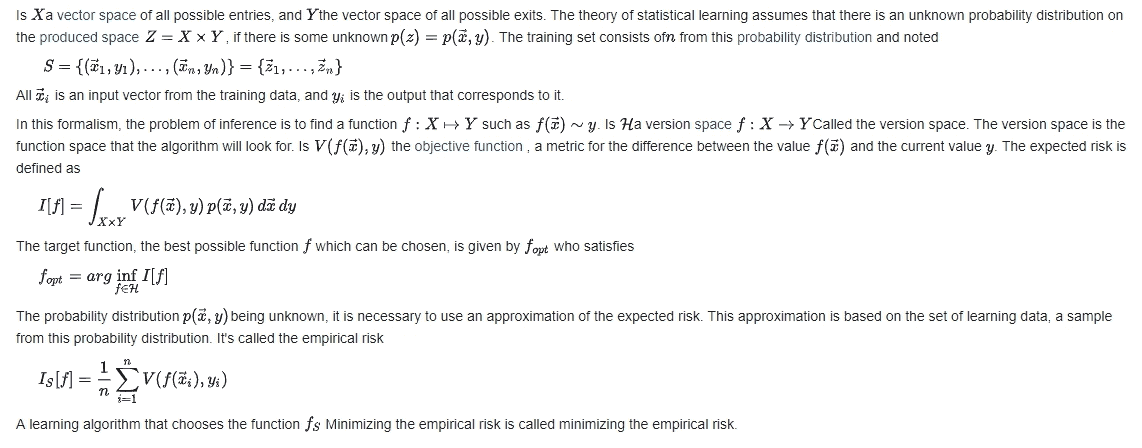 Is Xa vector space of all possible entries, and Ythe vector space of all possible exits. The theory of statistical learning assumes that there is an unknown probability distribution on
the produced space Z = X × Y, if there is some unknown p(z) = p(x⃗, y). The training set consists ofn from this probability distribution and noted
S = {(x⃗₁, y₁), . . . , (x⃗ₙ, yₙ)} = {z⃗₁, . . . , z⃗ₙ}
All x⃗ᵢ is an input vector from the training data, and yᵢ is the output that corresponds to it.
In this formalism, the problem of inference is to find a function f : X ↦ Y such as f(x⃗) ∼ y. Is ℋa version space f : X → YCalled the version space. The version space is the
function space that the algorithm will look for. Is V(f(x⃗), y) the objective function , a metric for the difference between the value f(x⃗) and the current value y. The expected risk is
defined as
I[f] = ∫_{X×Y} V(f(x⃗), y) p(x⃗, y) dx⃗ dy
The target function, the best possible function f which can be chosen, is given by f_opt who satisfies
f_opt = arg inf_{f∈ℋ} I[f]
The probability distribution p(x⃗, y) being unknown, it is necessary to use an approximation of the expected risk. This approximation is based on the set of learning data, a sample
from this probability distribution. It's called the empirical risk
I_S[f] = 1/n ∑_{i=1}^{n} V(f(x⃗ᵢ), yᵢ)
A learning algorithm that chooses the function f_S Minimizing the empirical risk is called minimizing the empirical risk.